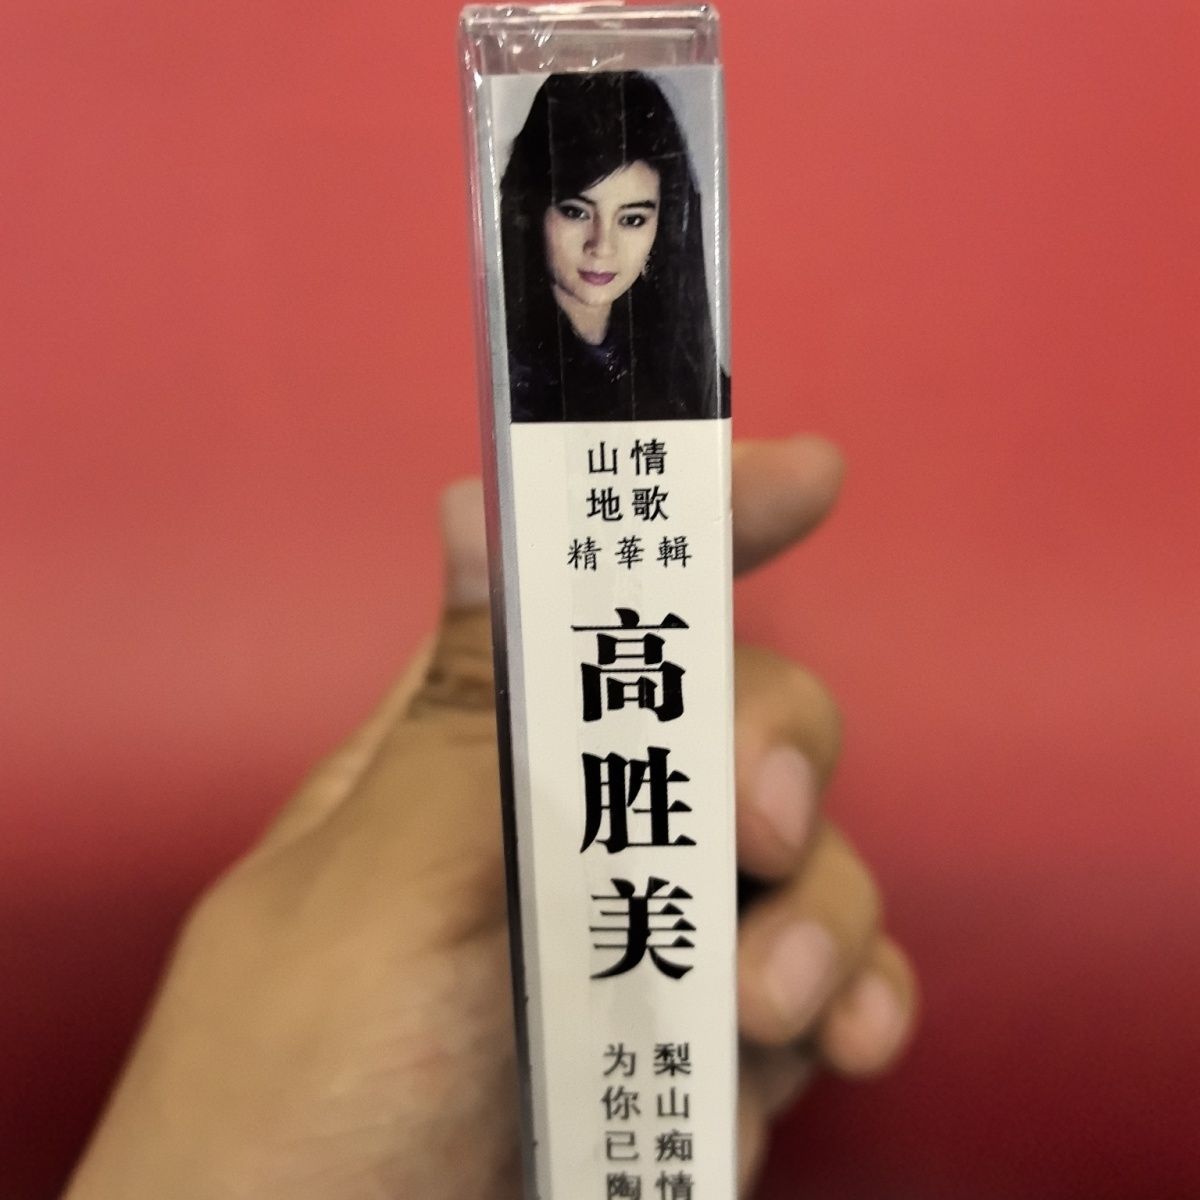 山地
情歌
精華輯
高胜美
梨山痴情
为你已陶